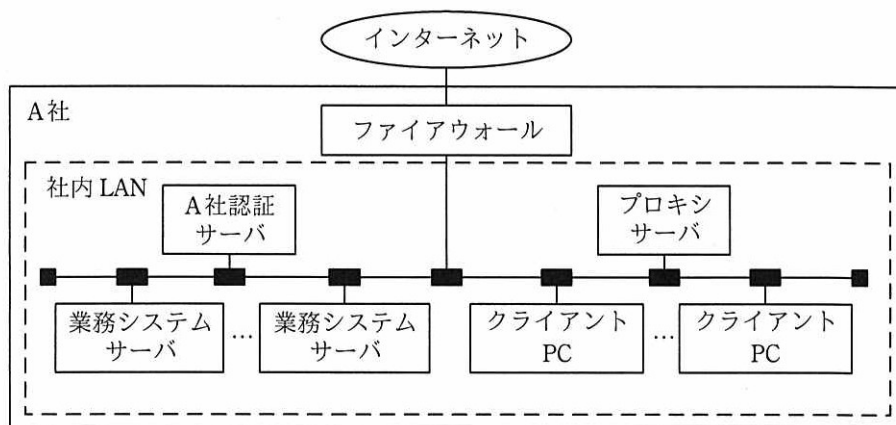 インターネット
A社
ファイアウォール
社内 LAN
A社認証
サーバ
プロキシ
サーバ
業務システム
サーバ
…
業務システム
サーバ
クライアント
PC
…
クライアント
PC